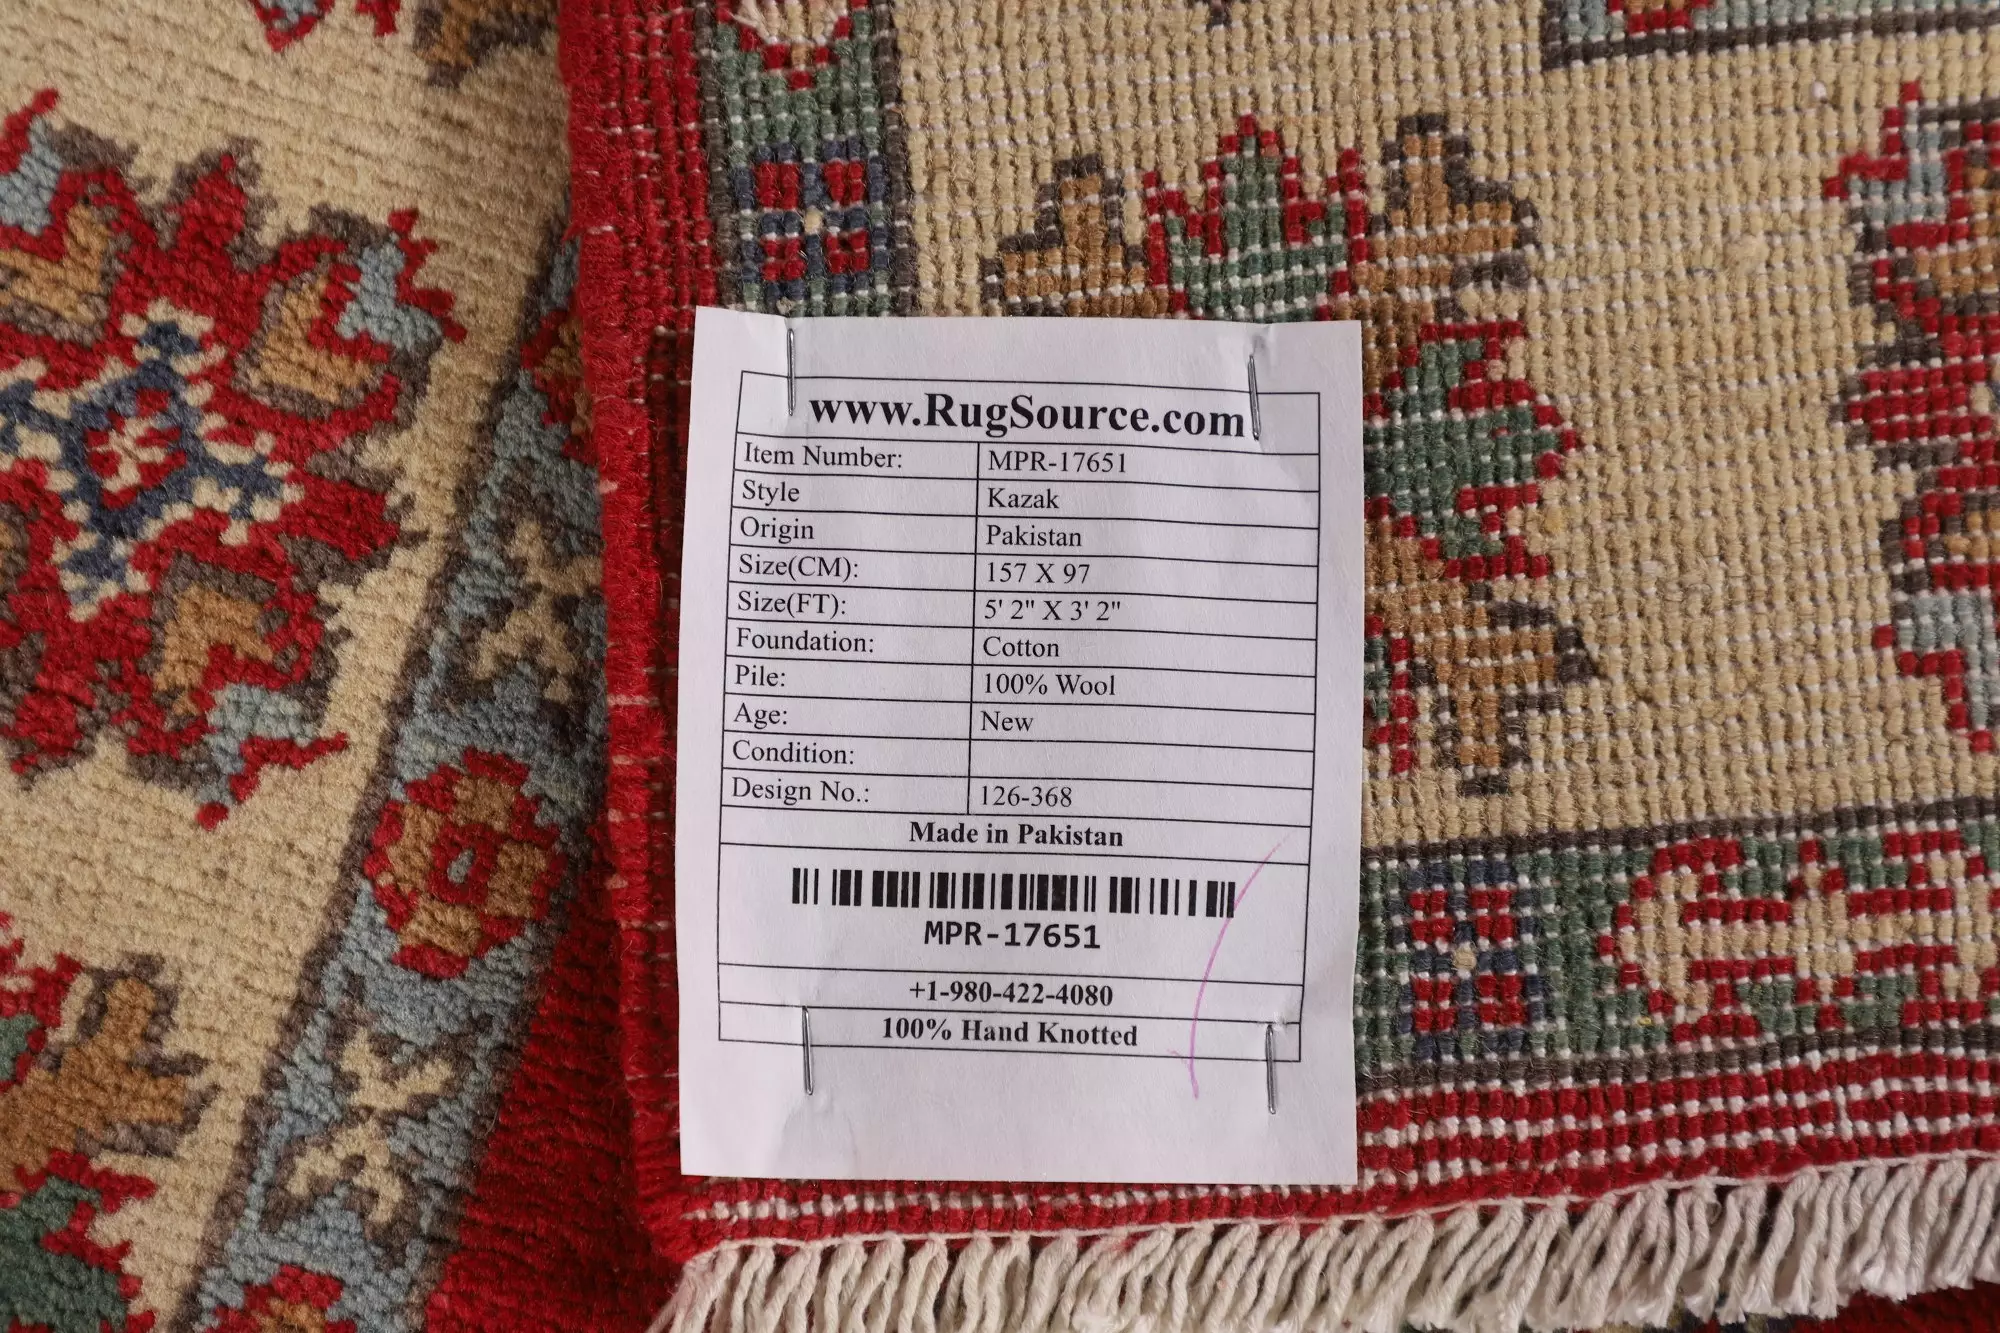 www.RugSource.com
Item Number: MPR-17651
Style Kazak
Origin Pakistan
Size(CM): 157 X 97
Size(FT): 5' 2" X 3' 2"
Foundation: Cotton
Pile: 100% Wool
Age: New
Condition:
Design No.: 126-368
Made in Pakistan
MPR-17651
+1-980-422-4080
100% Hand Knotted